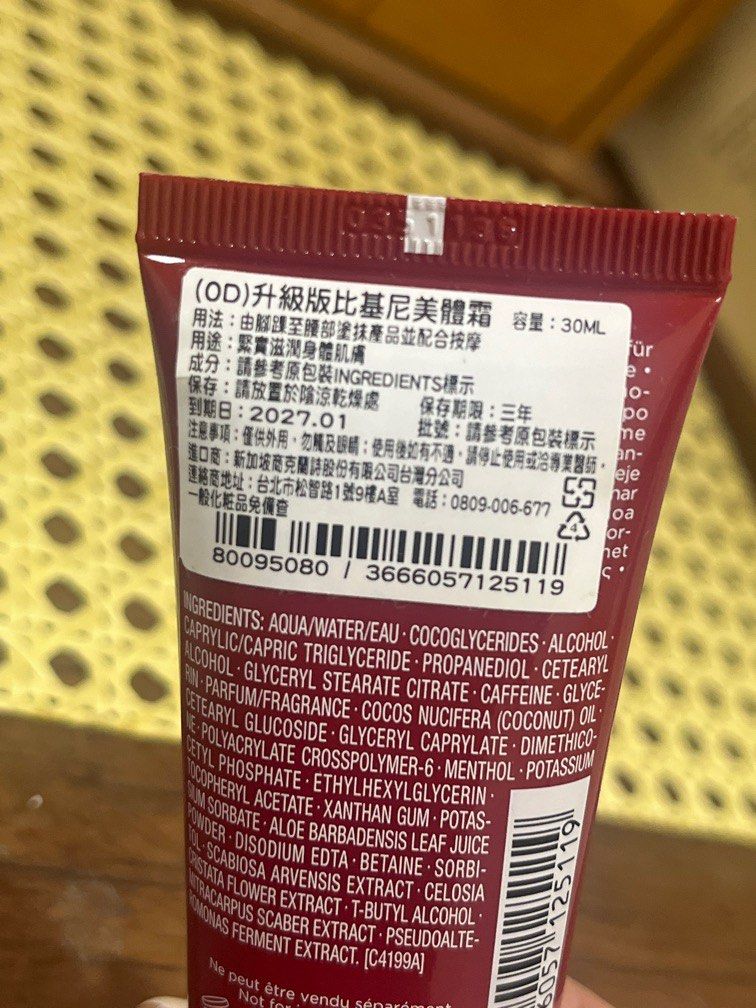 (OD)升級版比基尼美體霜 容量：30ML
用法：由腳踝至腰部塗抹產品並配合按摩
用途：緊實滋潤身體肌膚
成分：請參考原包裝INGREDIENTS標示
保存：請放置於陰涼乾燥處 保存期限：三年
到期日：2027.01 批號：請參考原包裝標示
注意事項：僅供外用，勿觸及眼睛；使用後如有不適，請停止使用或洽專業醫師。
進口商：新加坡商克蘭詩股份有限公司台灣分公司
連絡商地址：台北市松智路1號9樓A室 電話：0809-006-677
一般化粧品免備查
80095080 / 3666057125119
für
INGREDIENTS: AQUA/WATER/EAU · COCOGLYCERIDES · ALCOHOL ·
CAPRYLIC/CAPRIC TRIGLYCERIDE · PROPANEDIOL · CETEARYL
ALCOHOL · GLYCERYL STEARATE CITRATE · CAFFEINE · GLYCE-
RIN · PARFUM/FRAGRANCE · COCOS NUCIFERA (COCONUT) OIL ·
CETEARYL GLUCOSIDE · GLYCERYL CAPRYLATE · DIMETHICO-
NE · POLYACRYLATE CROSSPOLYMER-6 · MENTHOL · POTASSIUM
CETYL PHOSPHATE · ETHYLHEXYLGLYCERIN ·
TOCOPHERYL ACETATE · XANTHAN GUM · POTAS-
SIUM SORBATE · ALOE BARBADENSIS LEAF JUICE
POWDER · DISODIUM EDTA · BETAINE · SORBI-
TOL · SCABIOSA ARVENSIS EXTRACT · CELOSIA
CRISTATA FLOWER EXTRACT · T-BUTYL ALCOHOL ·
MITRACARPUS SCABER EXTRACT · PSEUDOALTE-
ROMONAS FERMENT EXTRACT. [C4199A]
6057 125119
Ne peut être vendu séparément
Not for